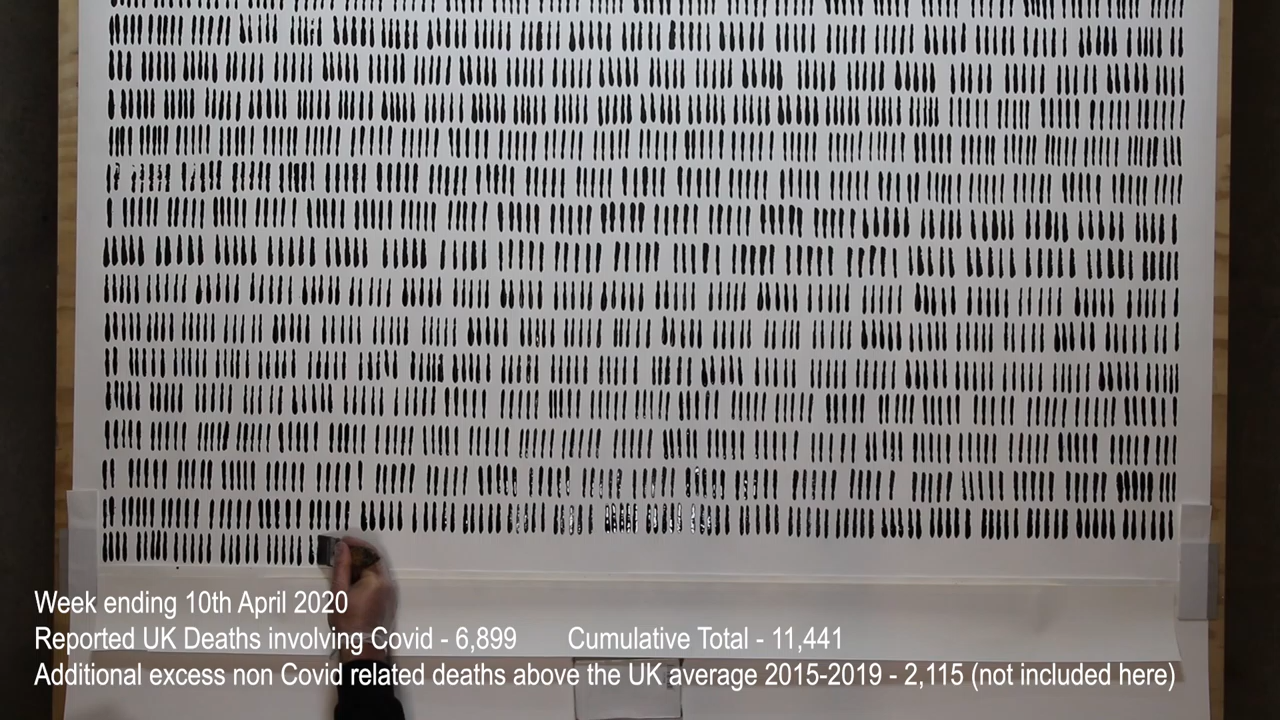 Week ending 10th April 2020
Reported UK Deaths involving Covid - 6,899 Cumulative Total - 11,441
Additional excess non Covid related deaths above the UK average 2015-2019 - 2,115 (not included here)